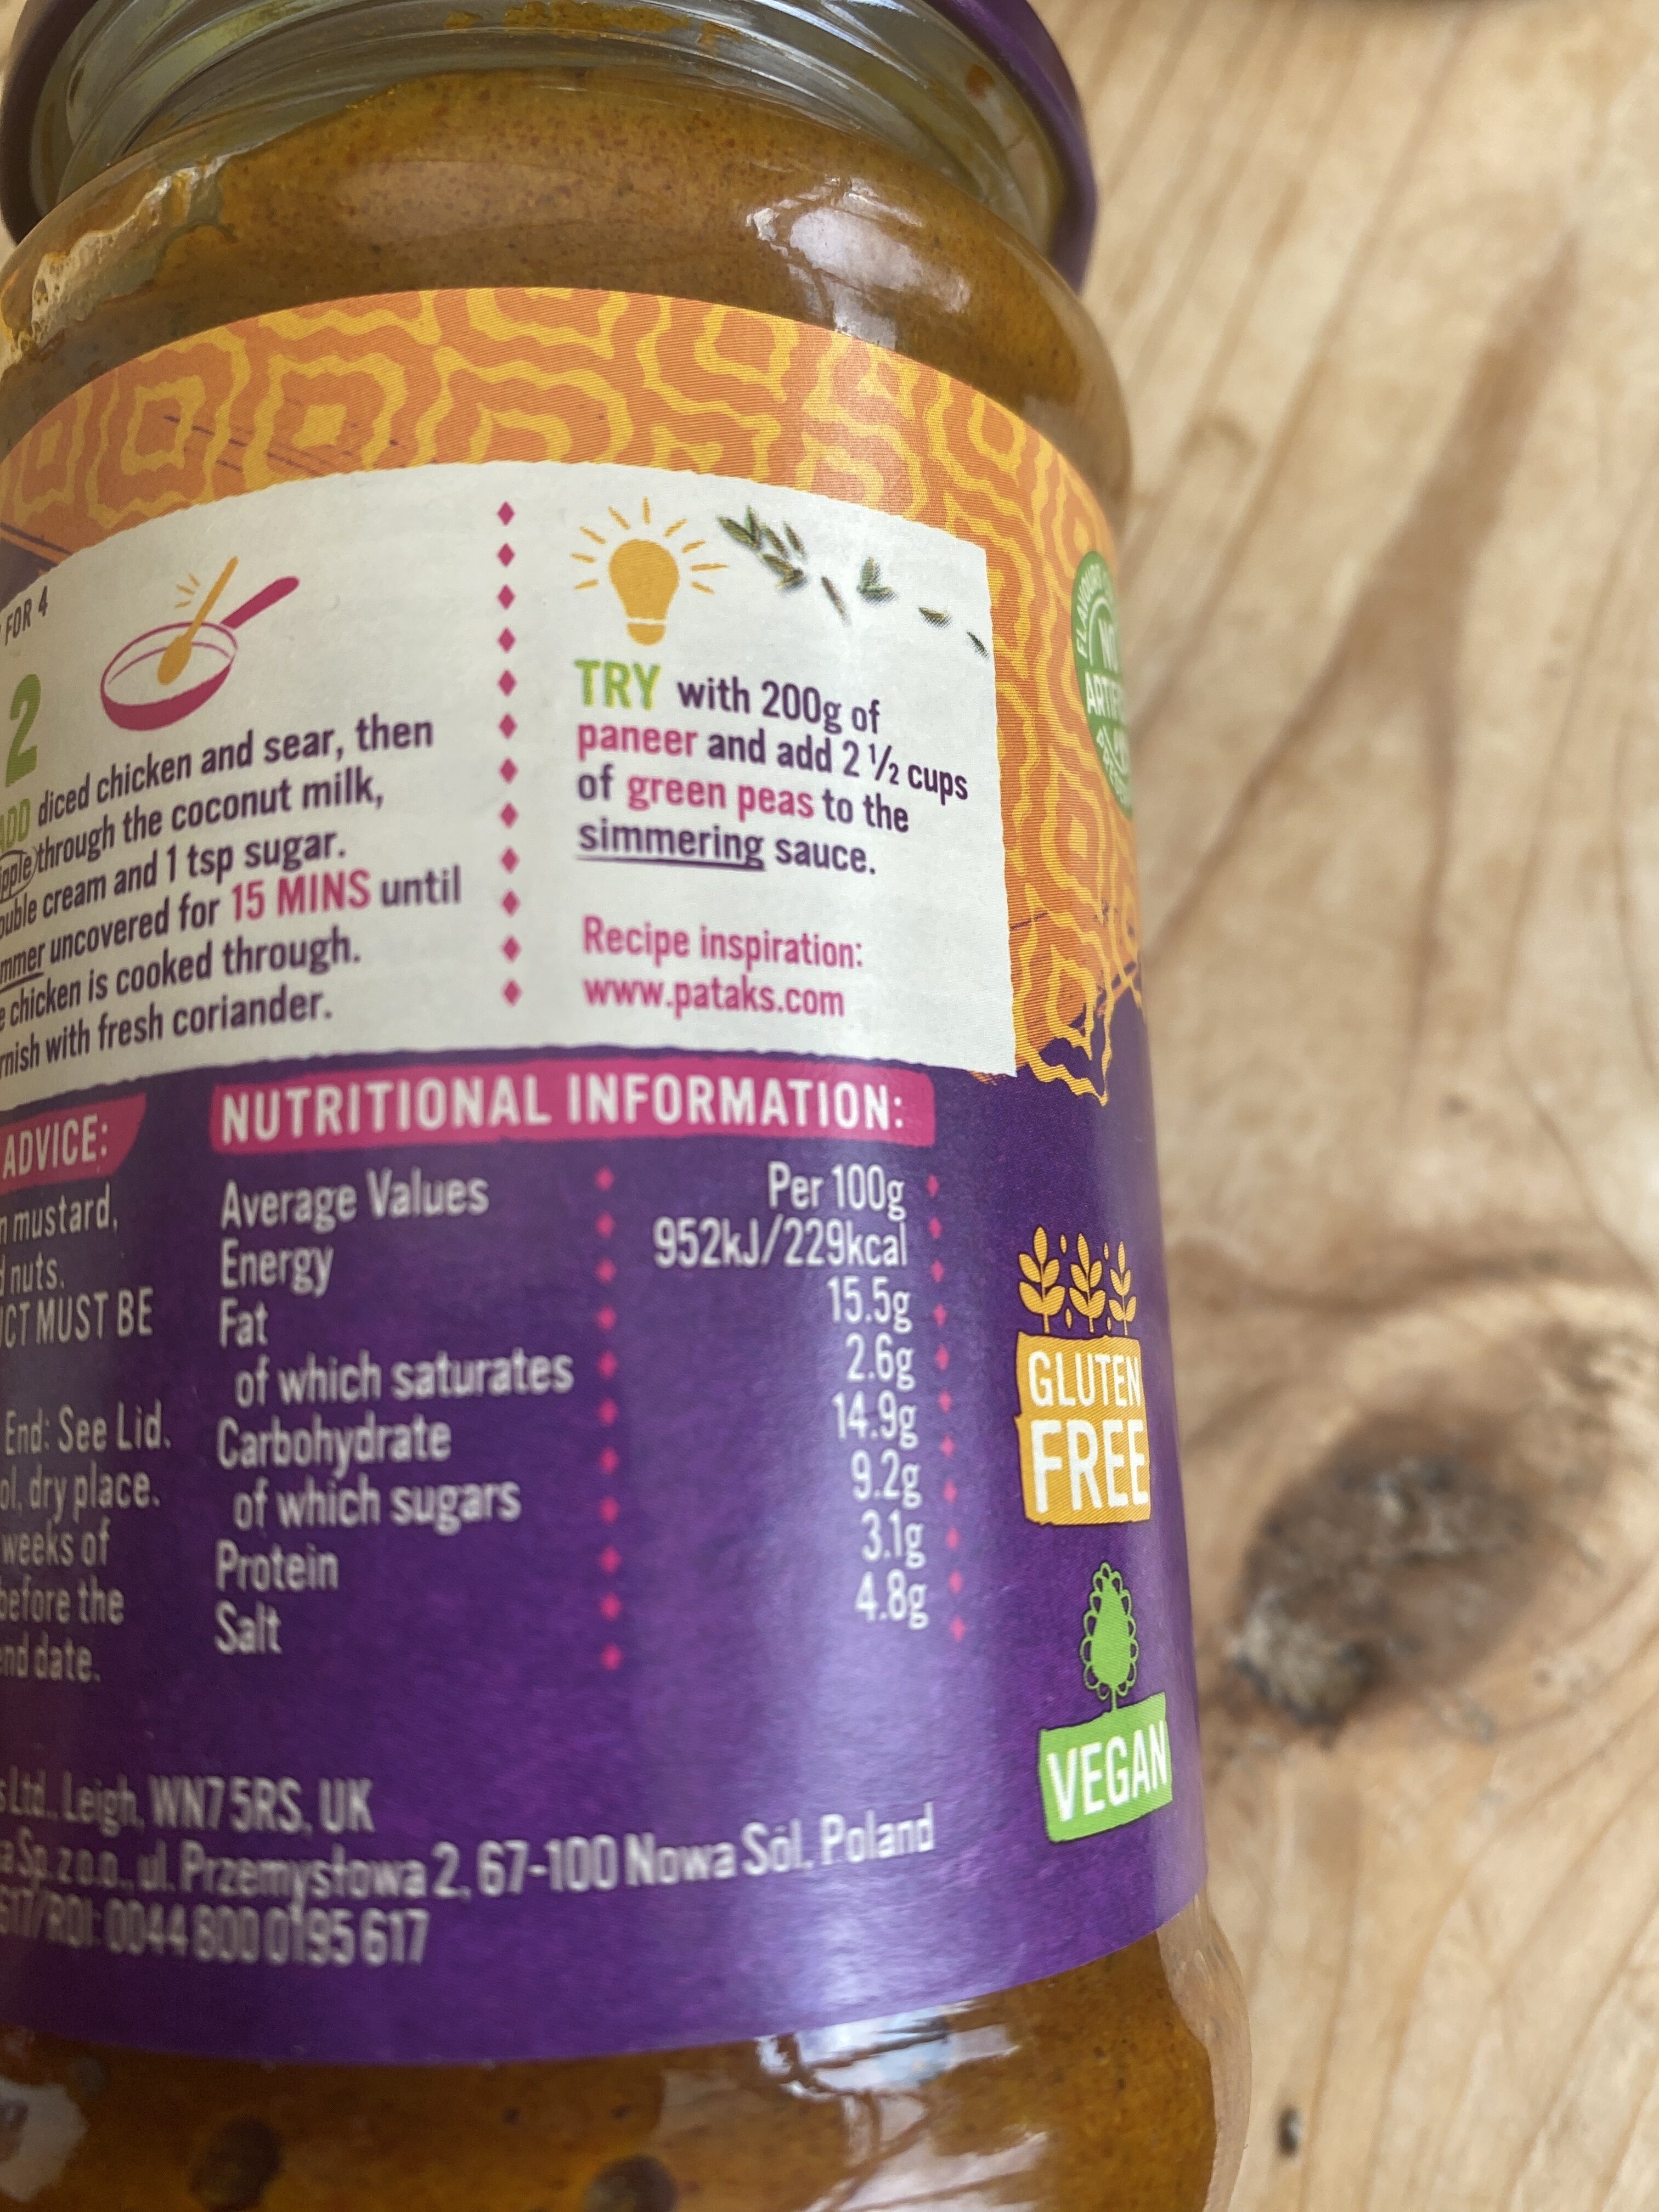 FOR 4
2
ADD diced chicken and sear, then
through the coconut milk,
cream and 1 tsp sugar.
uncovered for 15 MINS until
chicken is cooked through.
with fresh coriander.
TRY with 200g of
paneer and add 2 ½ cups
of green peas to the
simmering sauce.
Recipe inspiration:
www.pataks.com
FLAVOURS
NO
ADVICE:
mustard,
nuts.
MUST BE
End: See Lid.
dry place.
weeks of
before the
date.
NUTRITIONAL INFORMATION:
Average Values Per 100g
Energy 952kJ/229kcal
Fat 15.5g
of which saturates 2.6g
Carbohydrate 14.9g
of which sugars 9.2g
Protein 3.1g
Salt 4.8g
GLUTEN
FREE
VEGAN
Ltd., Leigh, WN7 5RS, UK
Sp. z o.o., ul. Przemysłowa 2, 67-100 Nowa Sól, Poland
ROI: 0044 800 0195 617